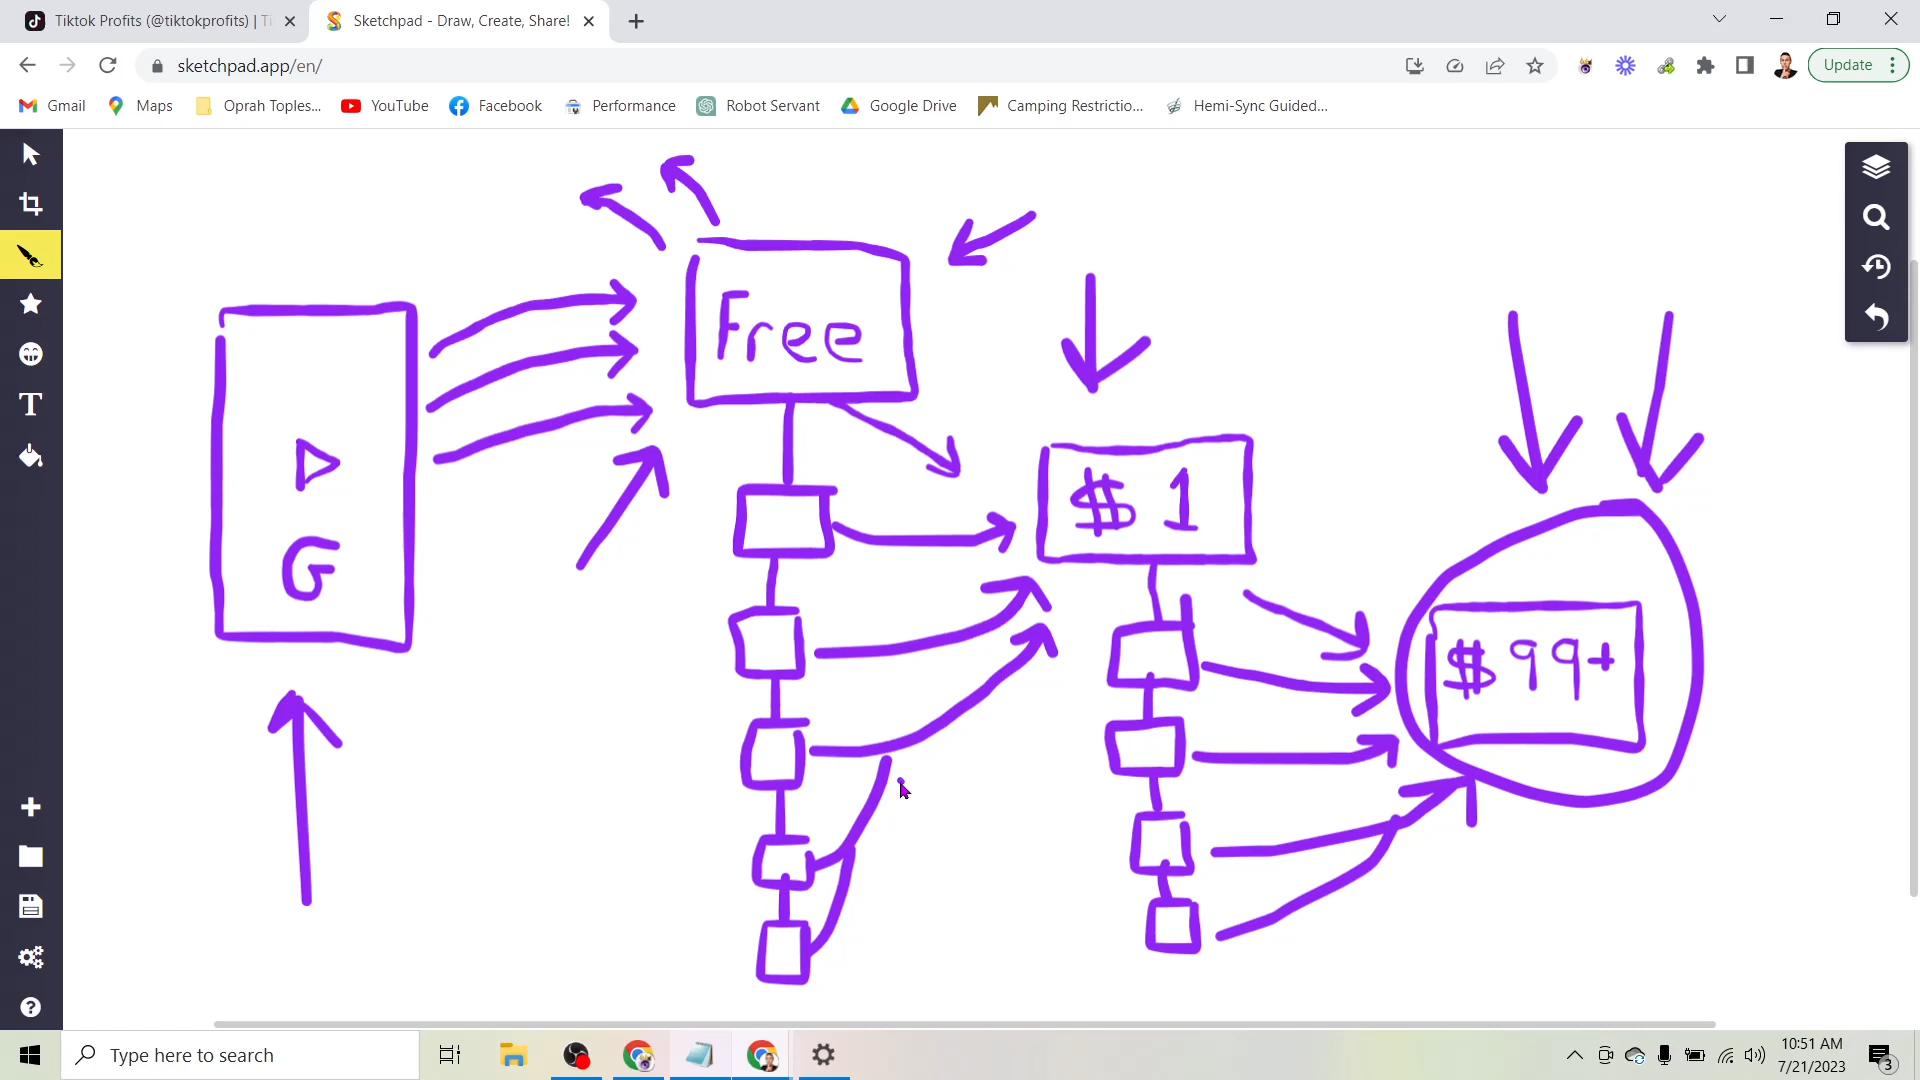 Tiktok Profits (@tiktokprofits) | Ti
Sketchpad - Draw, Create, Share!
sketchpad.app/en/
Update
Gmail
Maps
Oprah Toples...
YouTube
Facebook
Performance
Robot Servant
Google Drive
Camping Restrictio...
Hemi-Sync Guided...
Free
$ 1
G
$ 99+
T
Type here to search
10:51 AM
7/21/2023
3